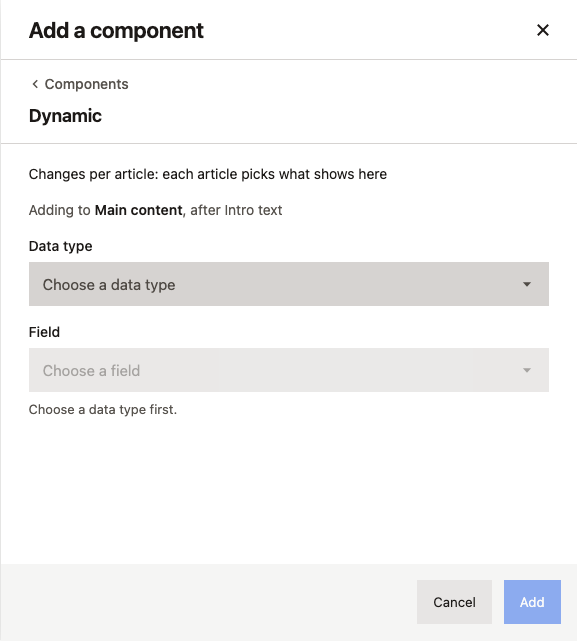 Add a component
Components
Dynamic
Changes per article: each article picks what shows here
Adding to Main content, after Intro text
Data type
Choose a data type
Field
Choose a field
Choose a data type first.
Cancel
Add